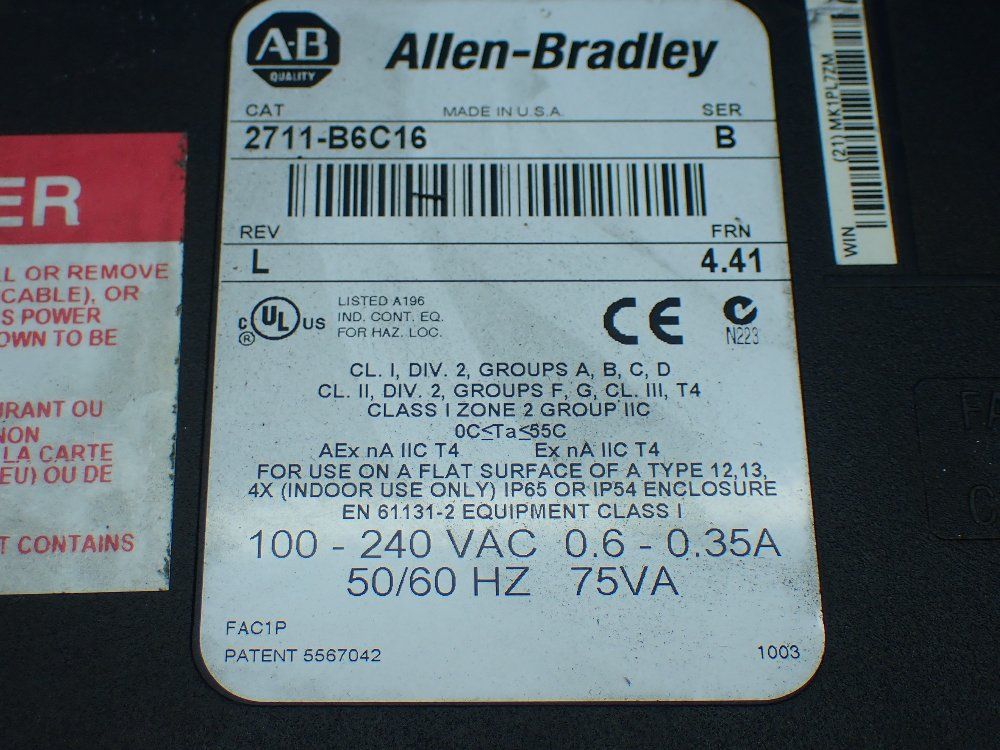 A-B
QUALITY
Allen-Bradley
CAT MADE IN U.S.A. SER
2711-B6C16 B
REV FRN
L 4.41
C UL US
®
LISTED A196
IND. CONT. EQ.
FOR HAZ. LOC.
CE
N223
CL. I, DIV. 2, GROUPS A, B, C, D
CL. II, DIV. 2, GROUPS F, G, CL. III, T4
CLASS I ZONE 2 GROUP IIC
0C≤Ta≤55C
AEx nA IIC T4 Ex nA IIC T4
FOR USE ON A FLAT SURFACE OF A TYPE 12,13,
4X (INDOOR USE ONLY) IP65 OR IP54 ENCLOSURE
EN 61131-2 EQUIPMENT CLASS I
100 - 240 VAC 0.6 - 0.35A
50/60 HZ 75VA
FAC1P
PATENT 5567042 1003
ER
L OR REMOVE
CABLE), OR
S POWER
OWN TO BE
URANT OU
NON
LA CARTE
EU) OU DE
T CONTAINS
WIN (21) MK1PL7ZM